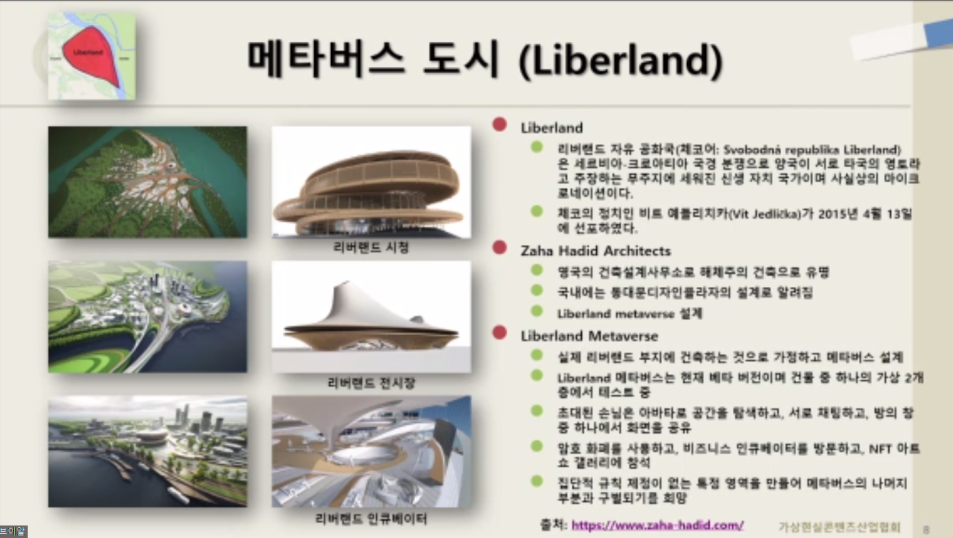 메타버스 도시 (Liberland)
Liberland
리버랜드 시청
리버랜드 전시장
리버랜드 인큐베이터
Liberland
리버랜드 자유 공화국(체코어: Svobodná republika Liberland)
은 세르비아-크로아티아 국경 분쟁으로 양국이 서로 타국의 영토라
고 주장하는 무주지에 세워진 신생 자치 국가이며 사실상의 마이크
로네이션이다.
체코의 정치인 비트 예들리치카(Vít Jedlička)가 2015년 4월 13일
에 선포하였다.
Zaha Hadid Architects
영국의 건축설계사무소로 해체주의 건축으로 유명
국내에는 동대문디자인플라자의 설계로 알려짐
Liberland metaverse 설계
Liberland Metaverse
실제 리버랜드 부지에 건축하는 것으로 가정하고 메타버스 설계
Liberland 메타버스는 현재 베타 버전이며 건물 중 하나의 가상 2개
층에서 테스트 중
초대된 손님은 아바타로 공간을 탐색하고, 서로 채팅하고, 방의 창
중 하나에서 화면을 공유
암호 화폐를 사용하고, 비즈니스 인큐베이터를 방문하고, NFT 아트
쇼 갤러리에 참석
집단적 규칙 제정이 없는 특정 영역을 만들어 메타버스의 나머지
부분과 구별되기를 희망
출처: https://www.zaha-hadid.com/
가상현실콘텐츠산업협회
8